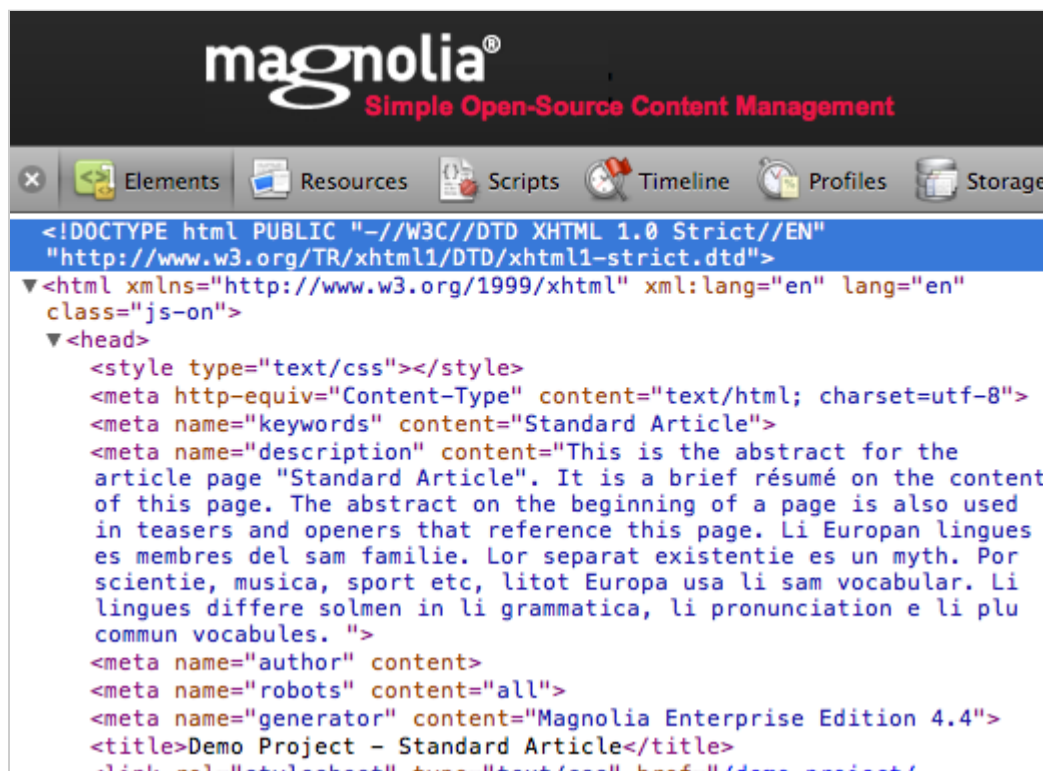 magnolia®
Simple Open-Source Content Management
Elements Resources Scripts Timeline Profiles Storage
<!DOCTYPE html PUBLIC "-//W3C//DTD XHTML 1.0 Strict//EN"
"http://www.w3.org/TR/xhtml1/DTD/xhtml1-strict.dtd">
▼<html xmlns="http://www.w3.org/1999/xhtml" xml:lang="en" lang="en"
class="js-on">
▼<head>
<style type="text/css"></style>
<meta http-equiv="Content-Type" content="text/html; charset=utf-8">
<meta name="keywords" content="Standard Article">
<meta name="description" content="This is the abstract for the
article page "Standard Article". It is a brief résumé on the content
of this page. The abstract on the beginning of a page is also used
in teasers and openers that reference this page. Li Europan lingues
es membres del sam familie. Lor separat existentie es un myth. Por
scientie, musica, sport etc, litot Europa usa li sam vocabular. Li
lingues differe solmen in li grammatica, li pronunciation e li plu
commun vocabules. ">
<meta name="author" content>
<meta name="robots" content="all">
<meta name="generator" content="Magnolia Enterprise Edition 4.4">
<title>Demo Project – Standard Article</title>
<link rel="stylesheet" type="text/css" href="/demo-project/